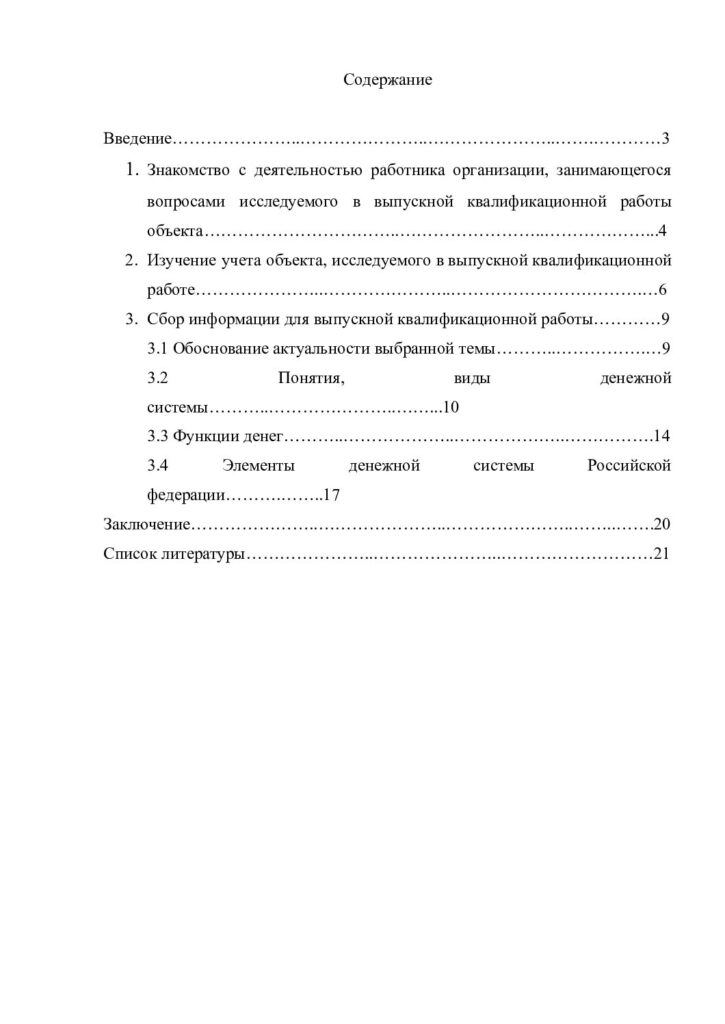 Содержание
Введение…………………..…………………..…………………..…….…………3
1. Знакомство с деятельностью работника организации, занимающегося
вопросами исследуемого в выпускной квалификационной работы
объекта…………………………….……………………..………………...4
2. Изучение учета объекта, исследуемого в выпускной квалификационной
работе…………………..…………………..…………………………….…6
3. Сбор информации для выпускной квалификационной работы…………9
3.1 Обоснование актуальности выбранной темы………..…………….…9
3.2 Понятия, виды денежной
системы………..………………….……...10
3.3 Функции денег………..………………..……………….…………….14
3.4 Элементы денежной системы Российской
федерации……….……..17
Заключение………………….…………………..………………….…….…….20
Список литературы…………………..…………………..………………………21